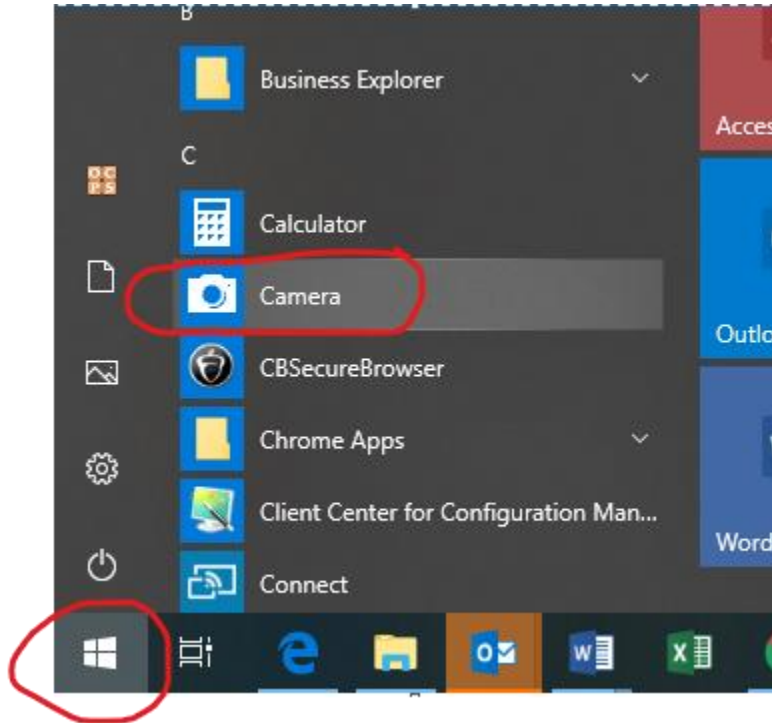 B
Business Explorer
Acces
C
OC
PS
Calculator
Camera
Outlo
CBSecureBrowser
Chrome Apps
Client Center for Configuration Man...
Word
Connect